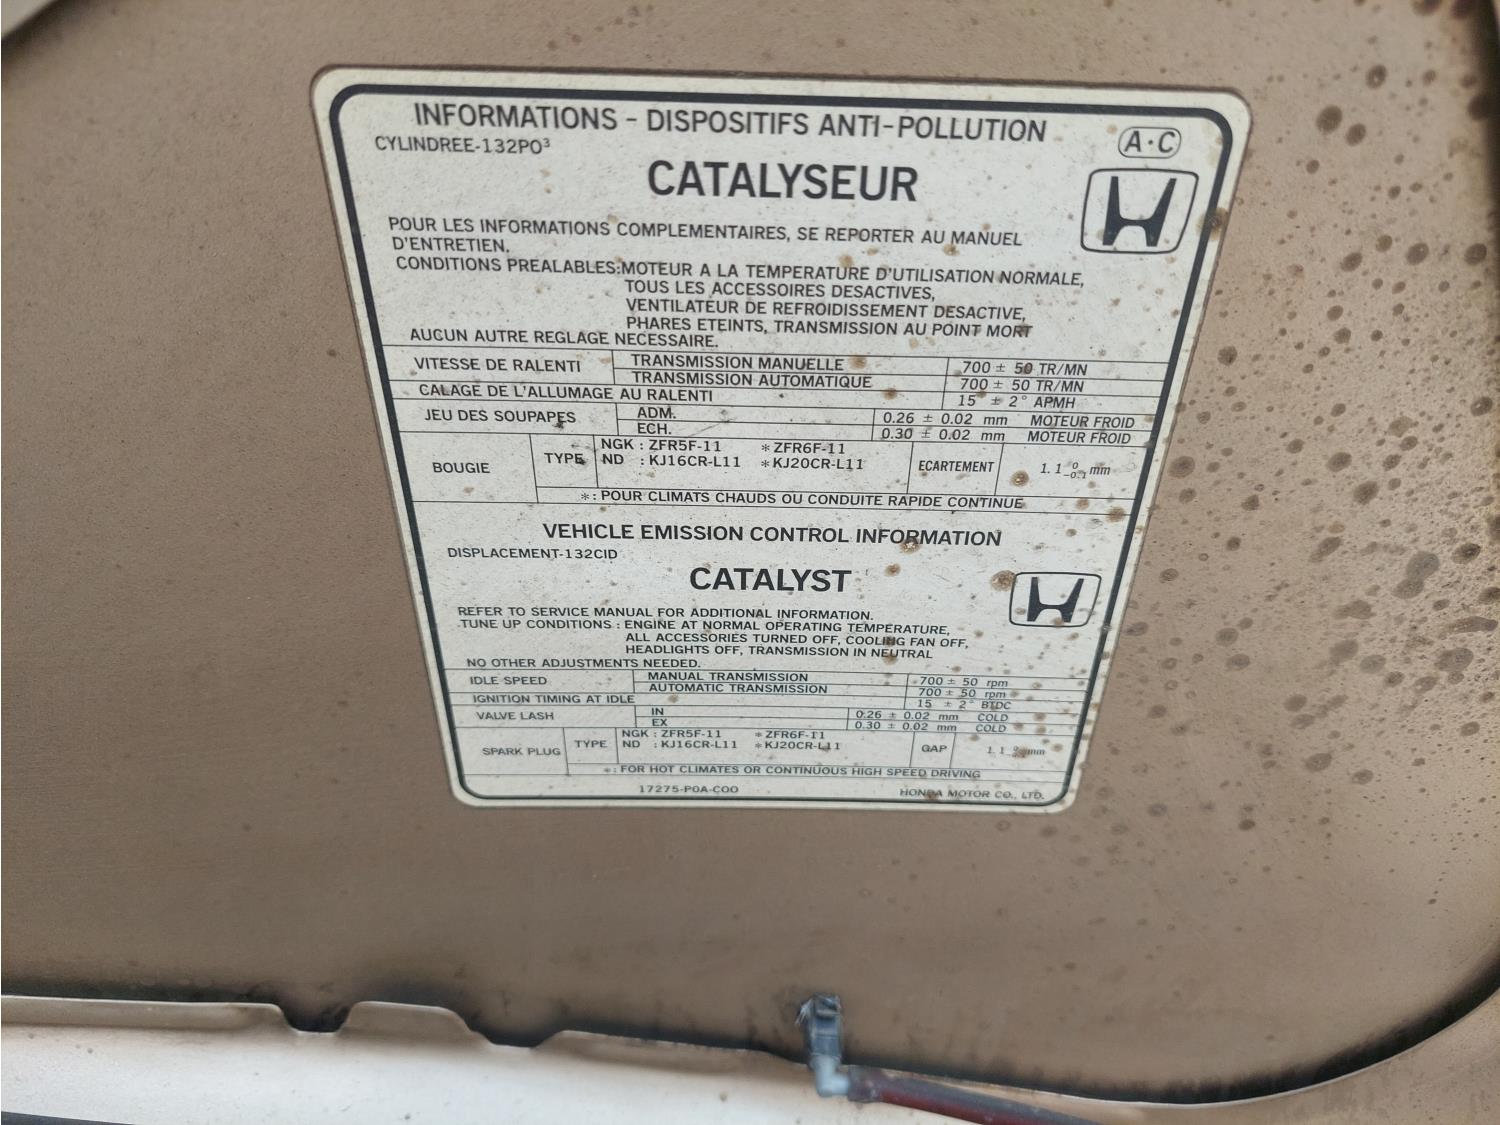 INFORMATIONS - DISPOSITIFS ANTI-POLLUTION
CYLINDREE-132PO³
A·C
CATALYSEUR
POUR LES INFORMATIONS COMPLEMENTAIRES, SE REPORTER AU MANUEL
D'ENTRETIEN.
CONDITIONS PREALABLES:MOTEUR A LA TEMPERATURE D'UTILISATION NORMALE,
TOUS LES ACCESSOIRES DESACTIVES,
VENTILATEUR DE REFROIDISSEMENT DESACTIVE,
PHARES ETEINTS, TRANSMISSION AU POINT MORT
AUCUN AUTRE REGLAGE NECESSAIRE.
VITESSE DE RALENTI TRANSMISSION MANUELLE 700 ± 50 TR/MN
TRANSMISSION AUTOMATIQUE 700 ± 50 TR/MN
CALAGE DE L'ALLUMAGE AU RALENTI 15 ± 2° APMH
JEU DES SOUPAPES ADM. 0.26 ± 0.02 mm MOTEUR FROID
ECH. 0.30 ± 0.02 mm MOTEUR FROID
BOUGIE TYPE NGK : ZFR5F-11 *ZFR6F-11
ND : KJ16CR-L11 *KJ20CR-L11 ECARTEMENT 1.1 0 -0.1 mm
*: POUR CLIMATS CHAUDS OU CONDUITE RAPIDE CONTINUE
VEHICLE EMISSION CONTROL INFORMATION
DISPLACEMENT-132CID
CATALYST
REFER TO SERVICE MANUAL FOR ADDITIONAL INFORMATION.
TUNE UP CONDITIONS : ENGINE AT NORMAL OPERATING TEMPERATURE,
ALL ACCESSORIES TURNED OFF, COOLING FAN OFF,
HEADLIGHTS OFF, TRANSMISSION IN NEUTRAL
NO OTHER ADJUSTMENTS NEEDED.
IDLE SPEED MANUAL TRANSMISSION 700 ± 50 rpm
AUTOMATIC TRANSMISSION 700 ± 50 rpm
IGNITION TIMING AT IDLE 15 ± 2° BTDC
VALVE LASH IN 0.26 ± 0.02 mm COLD
EX 0.30 ± 0.02 mm COLD
SPARK PLUG TYPE NGK : ZFR5F-11 *ZFR6F-11
ND : KJ16CR-L11 *KJ20CR-L11 GAP 1.1 mm
*: FOR HOT CLIMATES OR CONTINUOUS HIGH SPEED DRIVING
17275-P0A-C00 HONDA MOTOR CO., LTD.